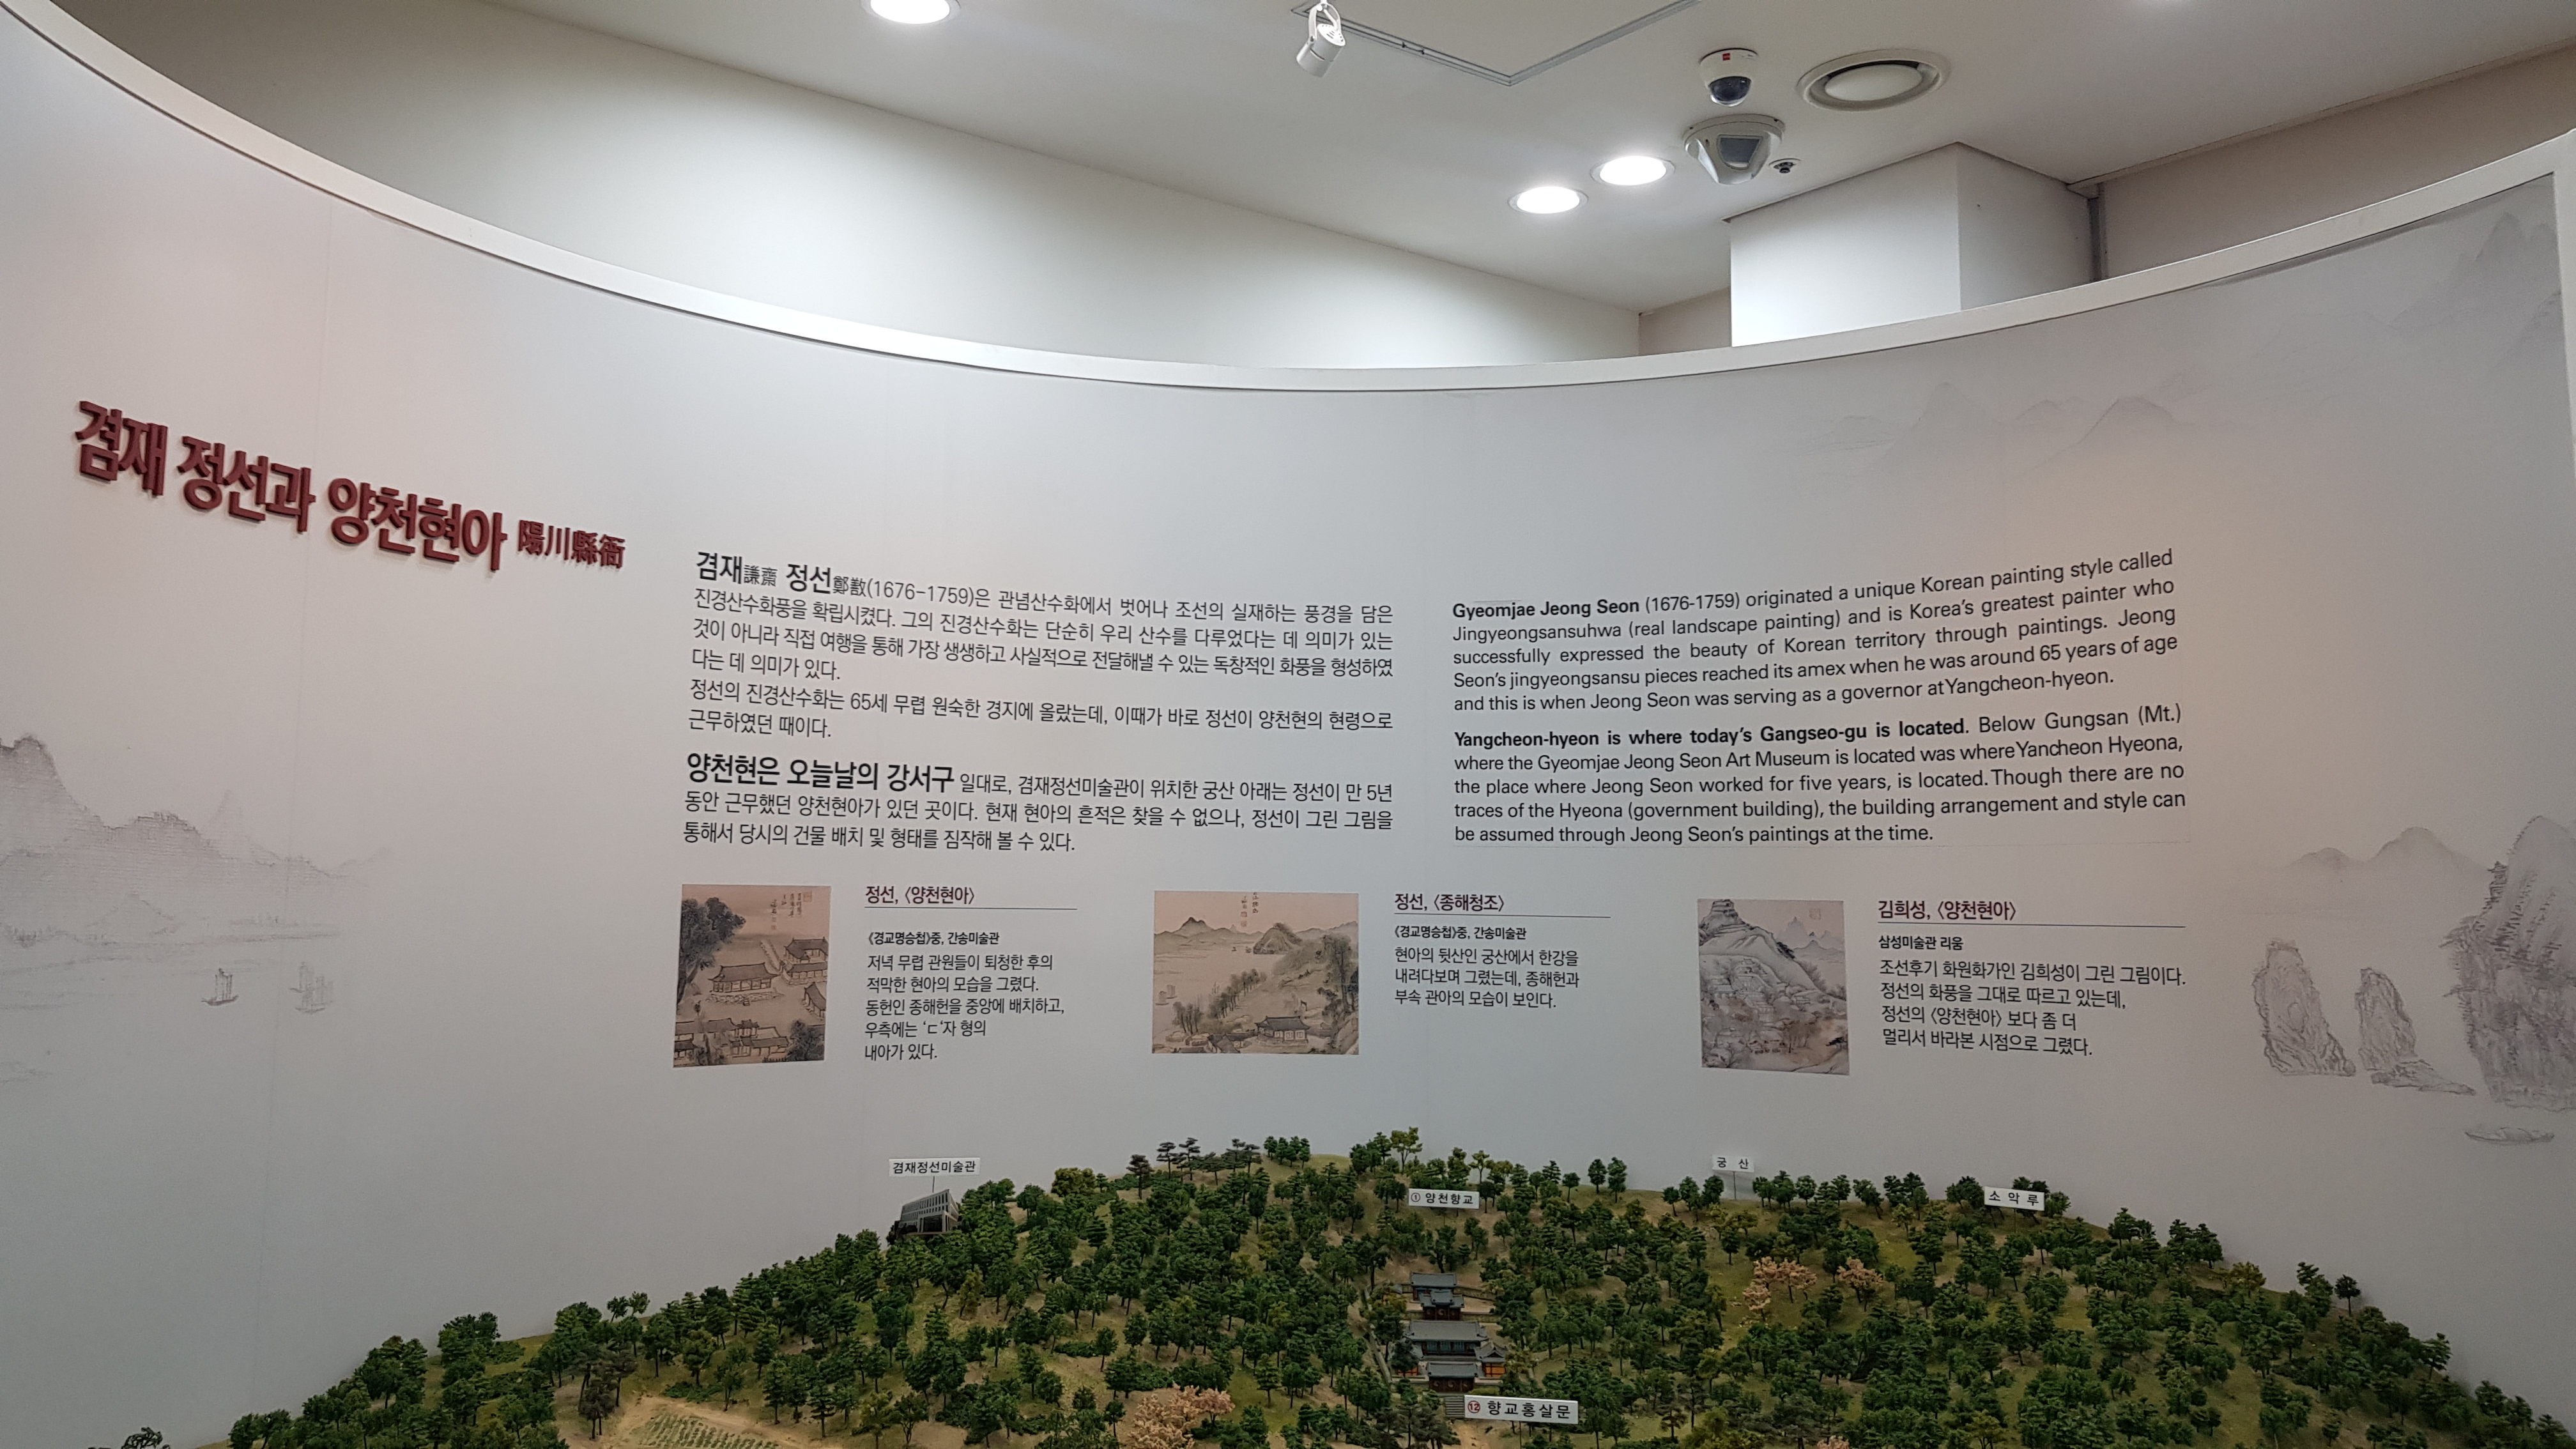 겸재 정선과 양천현아 陽川縣衙
겸재謙齋 정선鄭敾(1676-1759)은 관념산수화에서 벗어나 조선의 실재하는 풍경을 담은
진경산수화풍을 확립시켰다. 그의 진경산수화는 단순히 우리 산수를 다루었다는 데 의미가 있는
것이 아니라 직접 여행을 통해 가장 생생하고 사실적으로 전달해낼 수 있는 독창적인 화풍을 형성하였
다는 데 의미가 있다.
정선의 진경산수화는 65세 무렵 원숙한 경지에 올랐는데, 이때가 바로 정선이 양천현의 현령으로
근무하였던 때이다.
양천현은 오늘날의 강서구 일대로, 겸재정선미술관이 위치한 궁산 아래는 정선이 만 5년
동안 근무했던 양천현아가 있던 곳이다. 현재 현아의 흔적은 찾을 수 없으나, 정선이 그린 그림을
통해서 당시의 건물 배치 및 형태를 짐작해 볼 수 있다.
Gyeomjae Jeong Seon (1676-1759) originated a unique Korean painting style called
Jingyeongsansuhwa (real landscape painting) and is Korea's greatest painter who
successfully expressed the beauty of Korean territory through paintings. Jeong
Seon's jingyeongsansu pieces reached its amex when he was around 65 years of age
and this is when Jeong Seon was serving as a governor at Yangcheon-hyeon.
Yangcheon-hyeon is where today's Gangseo-gu is located. Below Gungsan (Mt.)
where the Gyeomjae Jeong Seon Art Museum is located was where Yancheon Hyeona,
the place where Jeong Seon worked for five years, is located. Though there are no
traces of the Hyeona (government building), the building arrangement and style can
be assumed through Jeong Seon's paintings at the time.
정선, 〈양천현아〉
《경교명승첩》중, 간송미술관
저녁 무렵 관원들이 퇴청한 후의
적막한 현아의 모습을 그렸다.
동헌인 종해헌을 중앙에 배치하고,
우측에는 'ㄷ'자 형의
내아가 있다.
정선, 〈종해청조〉
《경교명승첩》중, 간송미술관
현아의 뒷산인 궁산에서 한강을
내려다보며 그렸는데, 종해헌과
부속 관아의 모습이 보인다.
김희성, 〈양천현아〉
삼성미술관 리움
조선후기 화원화가인 김희성이 그린 그림이다.
정선의 화풍을 그대로 따르고 있는데,
정선의 〈양천현아〉 보다 좀 더
멀리서 바라본 시점으로 그렸다.
겸재정선미술관
① 양천향교
궁 산
소 악 루
⑫ 향교홍살문